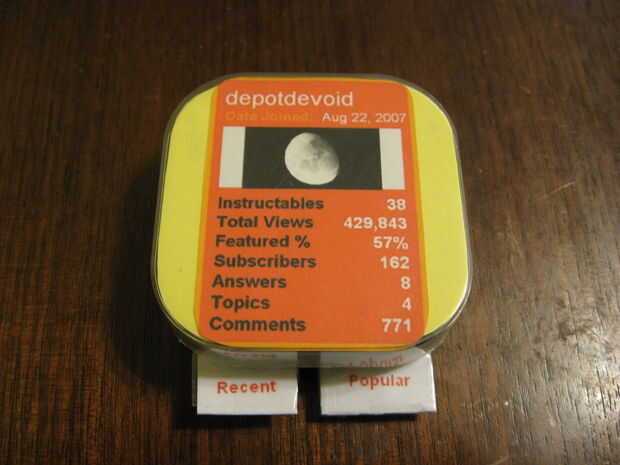 depotdevoid
Date Joined: Aug 22, 2007
Instructables 38
Total Views 429,843
Featured % 57%
Subscribers 162
Answers 8
Topics 4
Comments 771
Recent
Popular